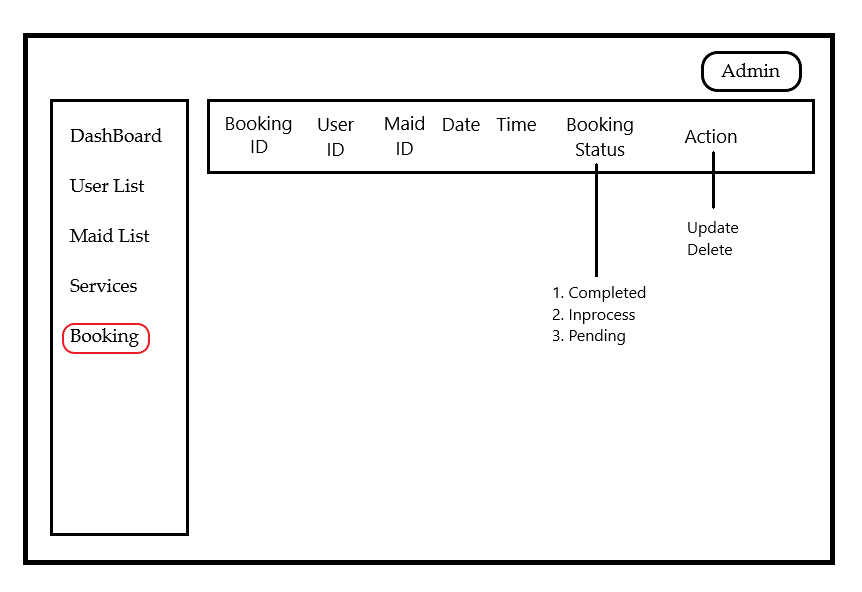 Admin
DashBoard
User List
Maid List
Services
Booking
Booking ID
User ID
Maid ID
Date
Time
Booking Status
Action
Update
Delete
1. Completed
2. Inprocess
3. Pending